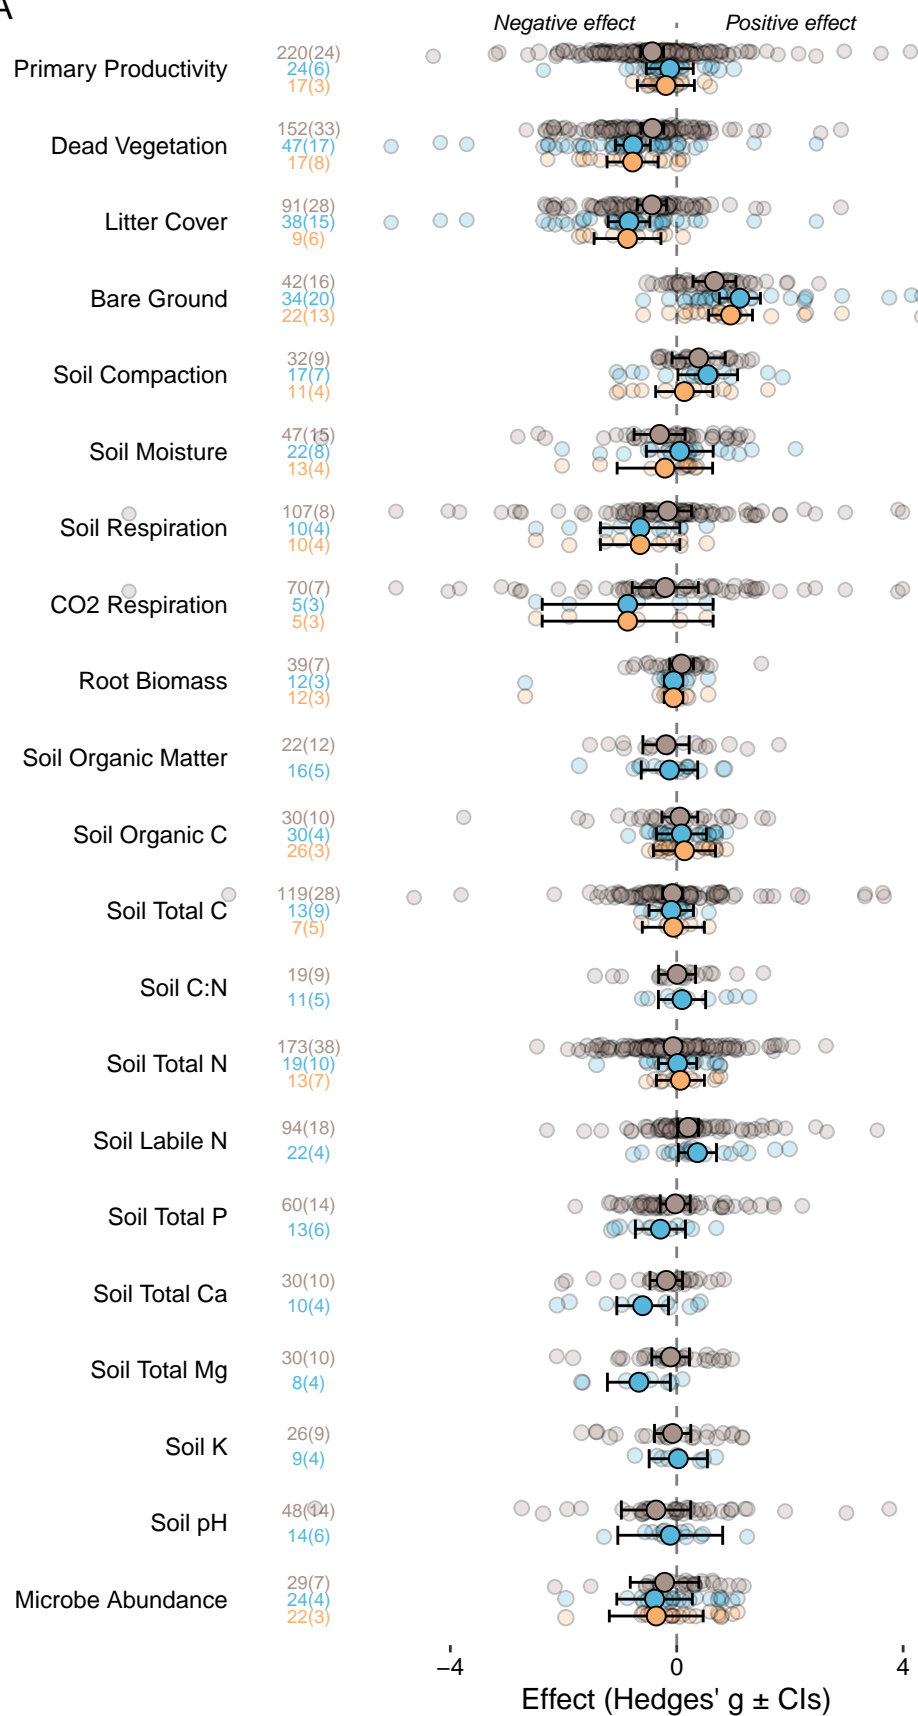 A
Negative effect Positive effect
Primary Productivity 220(24)
24(6)
17(3)
Dead Vegetation 152(33)
47(17)
17(8)
Litter Cover 91(28)
38(15)
9(6)
Bare Ground 42(16)
34(20)
22(13)
Soil Compaction 32(9)
17(7)
11(4)
Soil Moisture 47(15)
22(8)
13(4)
Soil Respiration 107(8)
10(4)
10(4)
CO2 Respiration 70(7)
5(3)
5(3)
Root Biomass 39(7)
12(3)
12(3)
Soil Organic Matter 22(12)
16(5)
Soil Organic C 30(10)
30(4)
26(3)
Soil Total C 119(28)
13(9)
7(5)
Soil C:N 19(9)
11(5)
Soil Total N 173(38)
19(10)
13(7)
Soil Labile N 94(18)
22(4)
Soil Total P 60(14)
13(6)
Soil Total Ca 30(10)
10(4)
Soil Total Mg 30(10)
8(4)
Soil K 26(9)
9(4)
Soil pH 48(14)
14(6)
Microbe Abundance 29(7)
24(4)
22(3)
−4 0 4
Effect (Hedges' g ± CIs)